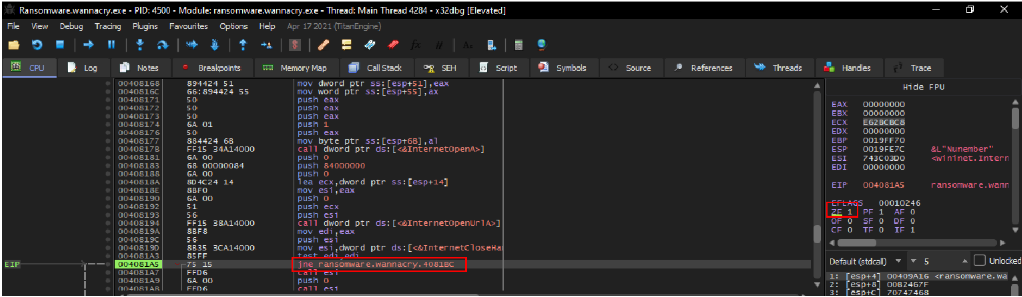 Ransomware.wannacry.exe - PID: 4500 - Module: ransomware.wannacry.exe - Thread: Main Thread 4284 - x32dbg [Elevated]
File View Debug Tracing Plugins Favourites Options Help Apr 17 2021 (TitanEngine)
CPU Log Notes Breakpoints Memory Map Call Stack SEH Script Symbols Source References Threads Handles Trace
Hide FPU
00408168 894424 51 mov dword ptr ss:[esp+51],eax
0040816C 66:894424 55 mov word ptr ss:[esp+55],ax
00408171 50 push eax
00408172 50 push eax
00408173 50 push eax
00408174 6A 01 push 1
00408176 50 push eax
00408177 884424 6B mov byte ptr ss:[esp+6B],al
0040817B FF15 34A14000 call dword ptr ds:[<&InternetOpenA>]
00408181 6A 00 push 0
00408183 68 00000084 push 84000000
00408188 6A 00 push 0
0040818A 8D4C24 14 lea ecx,dword ptr ss:[esp+14]
0040818E 8BF0 mov esi,eax
00408190 6A 00 push 0
00408192 51 push ecx
00408193 56 push esi
00408194 FF15 38A14000 call dword ptr ds:[<&InternetOpenUrlA>]
0040819A 8BF8 mov edi,eax
0040819C 56 push esi
0040819D 8B35 3CA14000 mov esi,dword ptr ds:[<&InternetCloseHa
004081A3 85FF test edi,edi
EIP 004081A5 75 15 jne ransomware.wannacry.4081BC
004081A7 FFD6 call esi
004081A9 6A 00 push 0
004081AB FFD6 call esi
EAX 00000000
EBX 00000000
ECX E628CBC8
EDX 00000000
EBP 0019FF70
ESP 0019FE7C &L"Nunember"
ESI 743C03D0 <wininet.Intern
EDI 00000000
EIP 004081A5 ransomware.wann
EFLAGS 00010246
ZF 1 PF 1 AF 0
OF 0 SF 0 DF 0
CF 0 TF 0 IF 1
Default (stdcall) 5 Unlocked
1: [esp+4] 00409A16 <ransomware.wa
2: [esp+8] 0082467F
3: [esp+C] 70747468